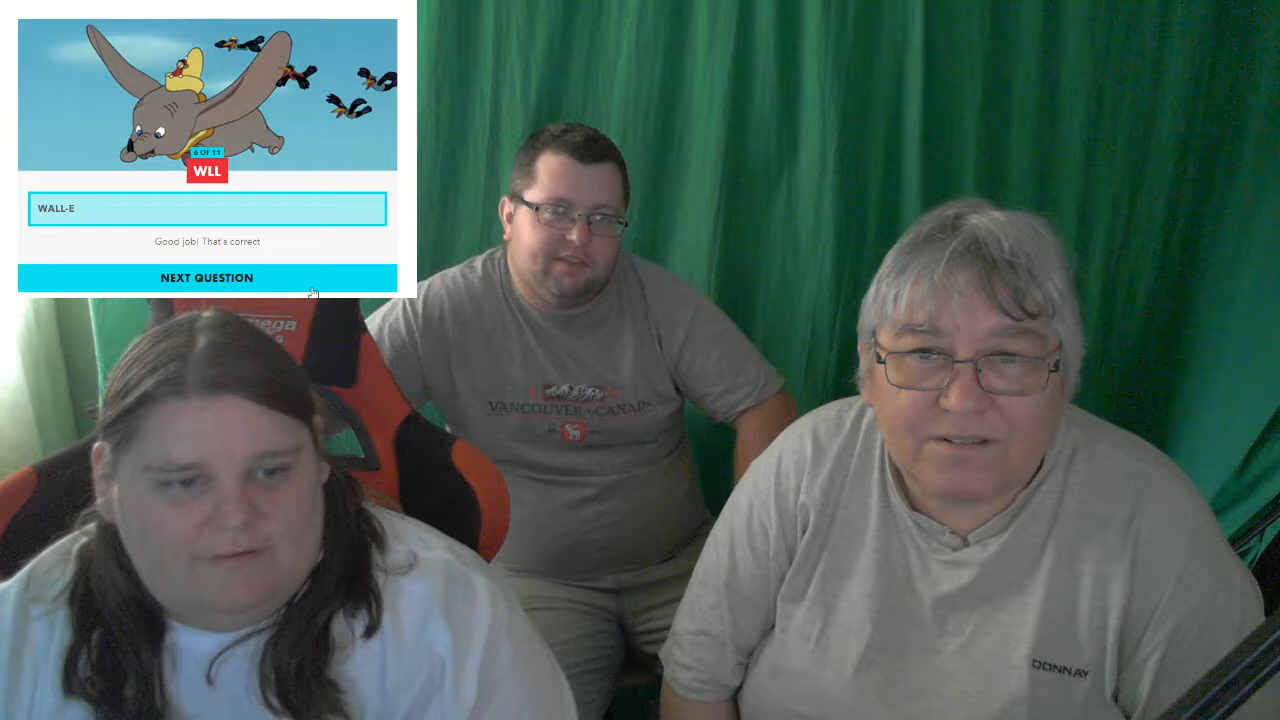 6 OF 11
WLL
WALL-E
Good job! That's correct
NEXT QUESTION
VANCOUVER • CANADA
DONNAY